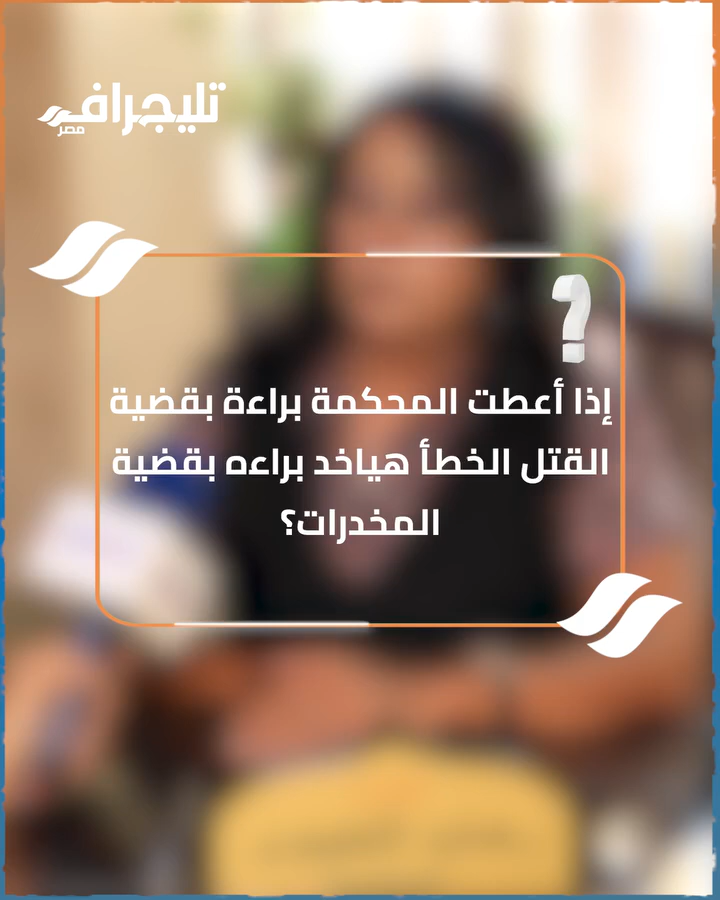 تليجراف
مصر
؟
إذا أعطت المحكمة براءة بقضية
القتل الخطأ هياخد براءه بقضية
المخدرات؟